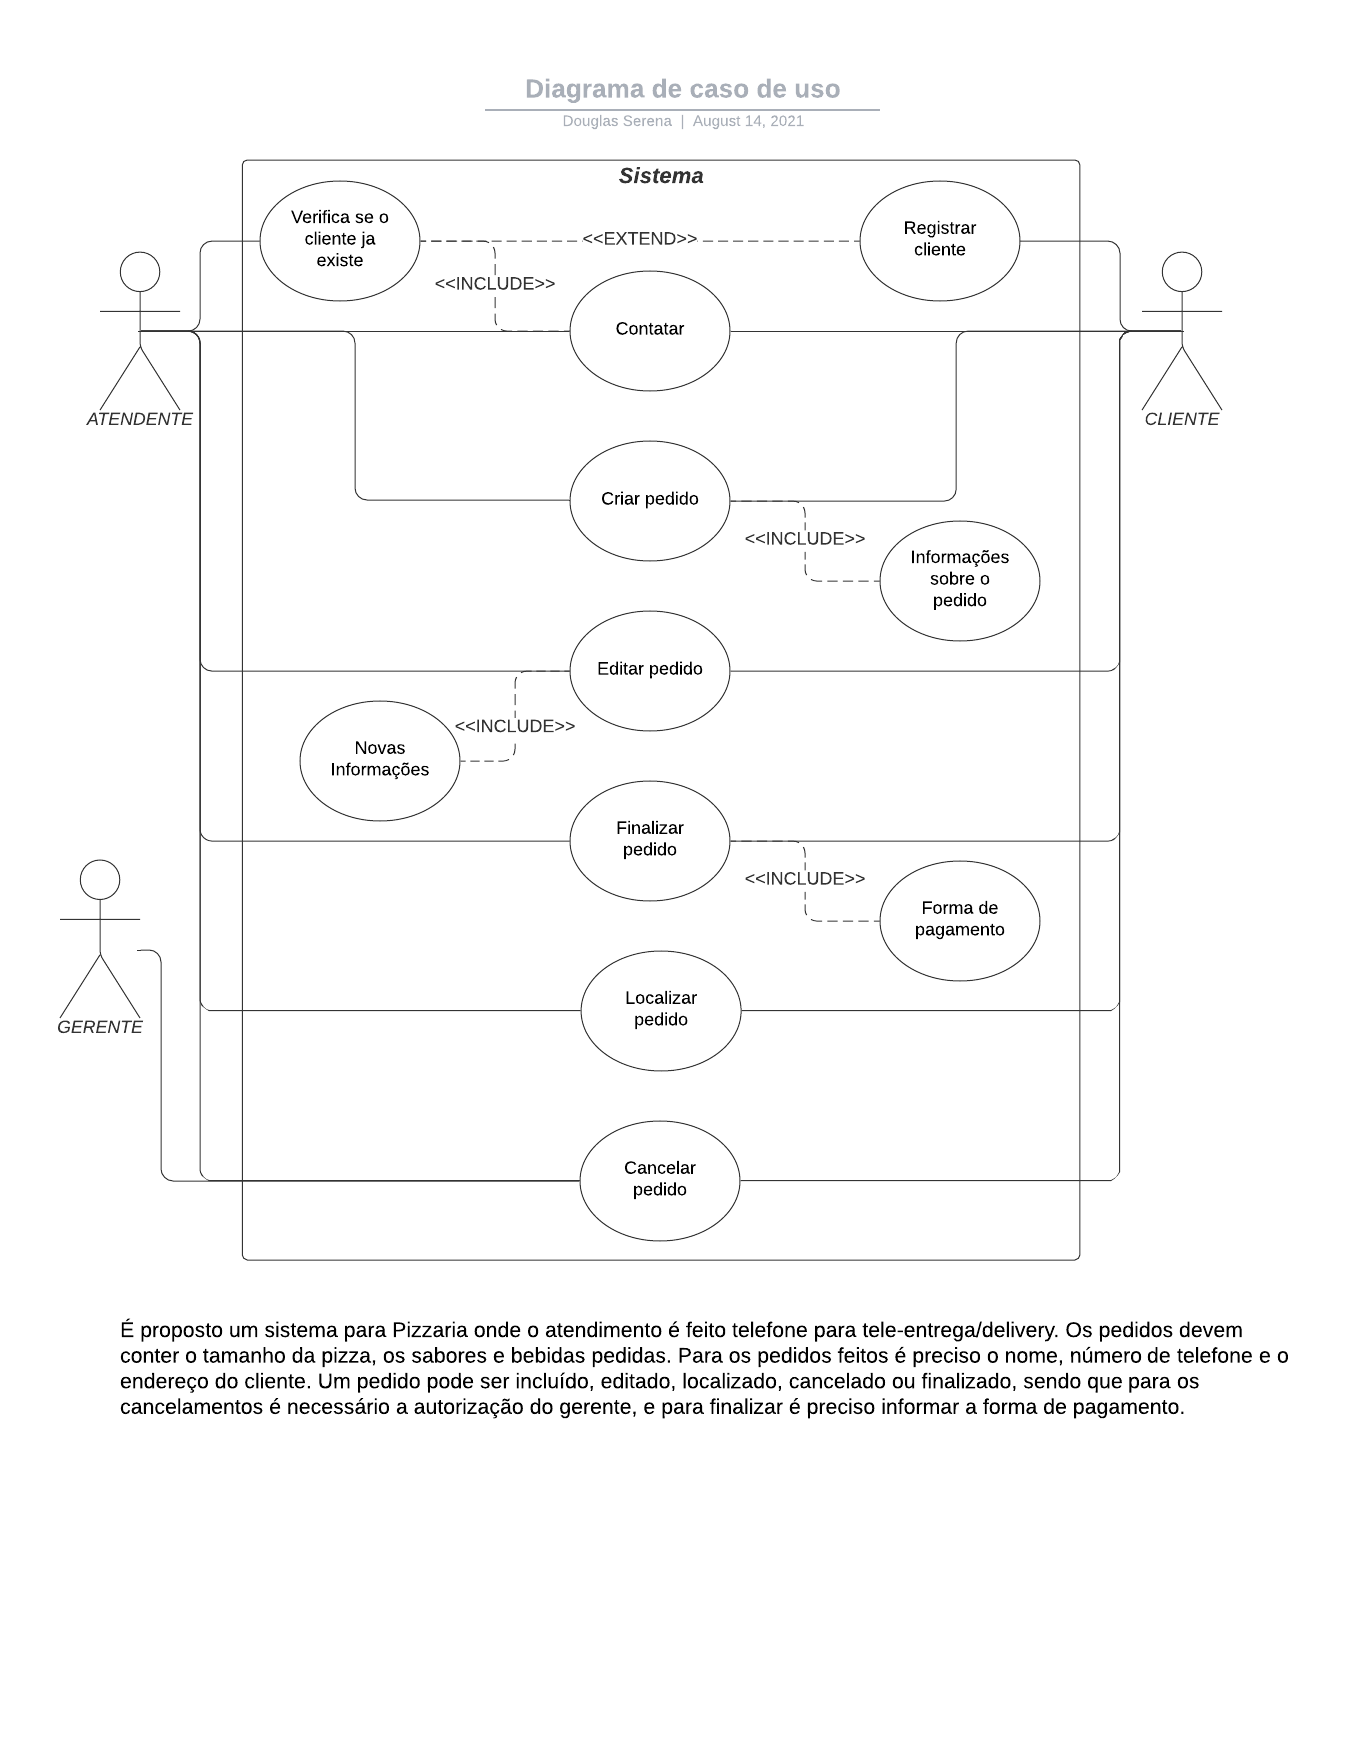 Diagrama de caso de uso
Douglas Serena | August 14, 2021
Sistema
Verifica se o
cliente ja
existe
<<EXTEND>>
Registrar
cliente
<<INCLUDE>>
Contatar
ATENDENTE
CLIENTE
Criar pedido
<<INCLUDE>>
Informações
sobre o
pedido
Editar pedido
<<INCLUDE>>
Novas
Informações
Finalizar
pedido
<<INCLUDE>>
Forma de
pagamento
GERENTE
Localizar
pedido
Cancelar
pedido
É proposto um sistema para Pizzaria onde o atendimento é feito telefone para tele-entrega/delivery. Os pedidos devem
conter o tamanho da pizza, os sabores e bebidas pedidas. Para os pedidos feitos é preciso o nome, número de telefone e o
endereço do cliente. Um pedido pode ser incluído, editado, localizado, cancelado ou finalizado, sendo que para os
cancelamentos é necessário a autorização do gerente, e para finalizar é preciso informar a forma de pagamento.